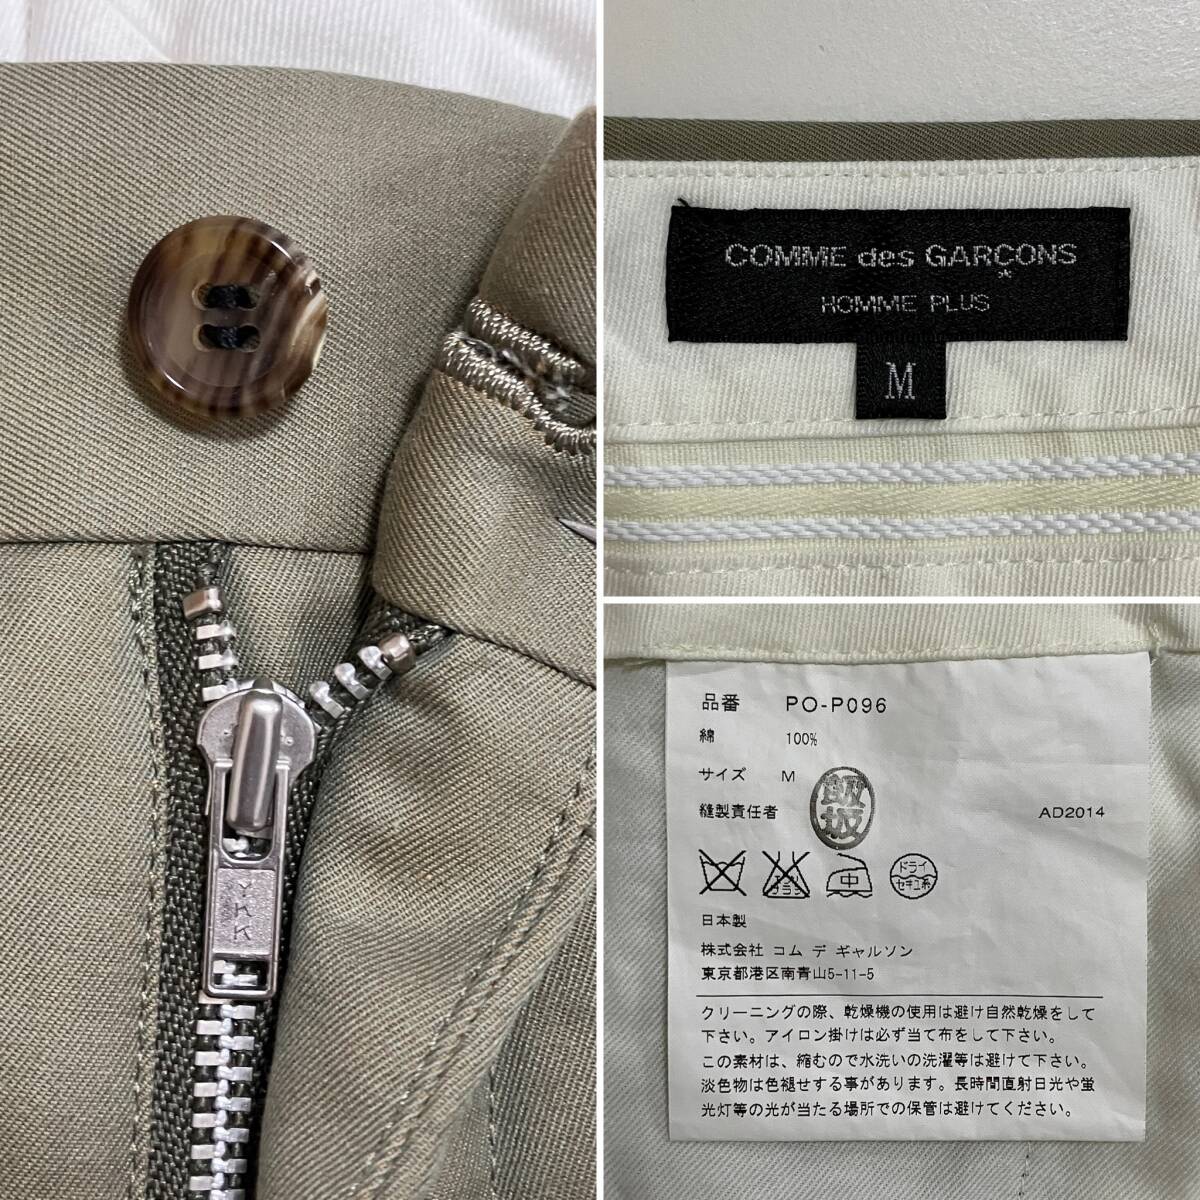 YKK
COMME des GARÇONS
*
HOMME PLUS
M
品番 PO-P096
綿 100%
サイズ M
縫製責任者 飯坂 AD2014
中 ドライ
セキユ系
日本製
株式会社 コム デ ギャルソン
東京都港区南青山5-11-5
クリーニングの際、乾燥機の使用は避け自然乾燥をして
下さい。アイロン掛けは必ず当て布をして下さい。
この素材は、縮むので水洗いの洗濯等は避けて下さい。
淡色物は色褪せする事があります。長時間直射日光や蛍
光灯等の光が当たる場所での保管は避けてください。